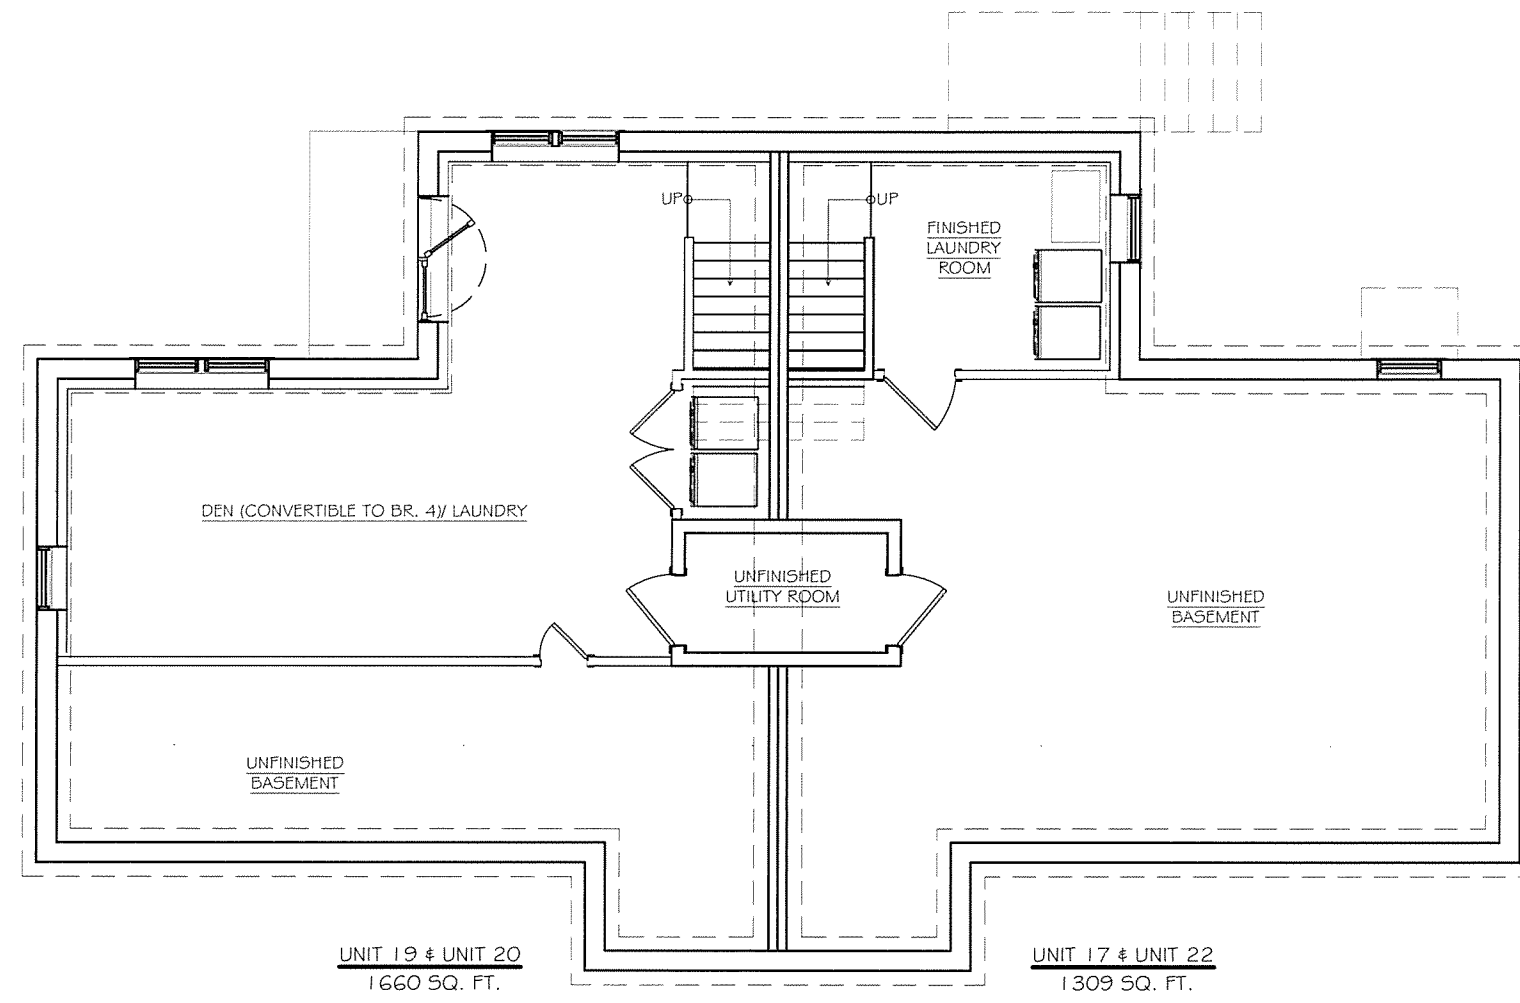 UP
UP
FINISHED
LAUNDRY
ROOM
DEN (CONVERTIBLE TO BR. 4)/ LAUNDRY
UNFINISHED
UTILITY ROOM
UNFINISHED
BASEMENT
UNFINISHED
BASEMENT
UNIT 19 & UNIT 20
1660 SQ. FT.
UNIT 17 & UNIT 22
1309 SQ. FT.